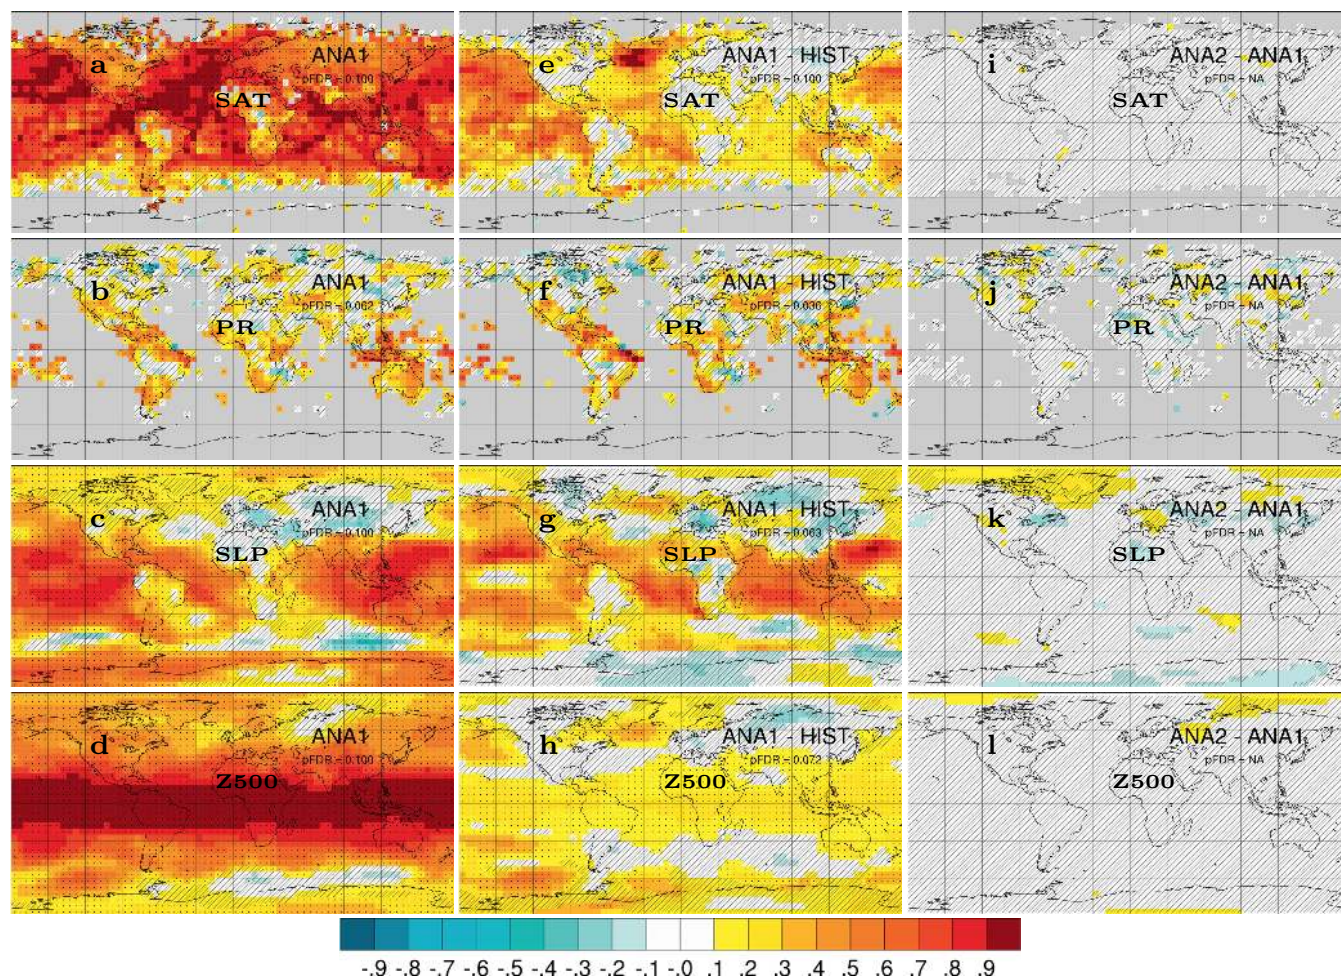 a
ANA1
pFDR = 0.100
SAT
e
ANA1 - HIST
pFDR = 0.100
SAT
i
ANA2 - ANA1
pFDR = NA
SAT
b
ANA1
pFDR = 0.062
PR
f
ANA1 - HIST
pFDR = 0.036
PR
j
ANA2 - ANA1
pFDR = NA
PR
c
ANA1
pFDR = 0.100
SLP
g
ANA1 - HIST
pFDR = 0.063
SLP
k
ANA2 - ANA1
pFDR = NA
SLP
d
ANA1
pFDR = 0.100
Z500
h
ANA1 - HIST
pFDR = 0.072
Z500
l
ANA2 - ANA1
pFDR = NA
Z500
-.9 -.8 -.7 -.6 -.5 -.4 -.3 -.2 -.1 -.0 .1 .2 .3 .4 .5 .6 .7 .8 .9